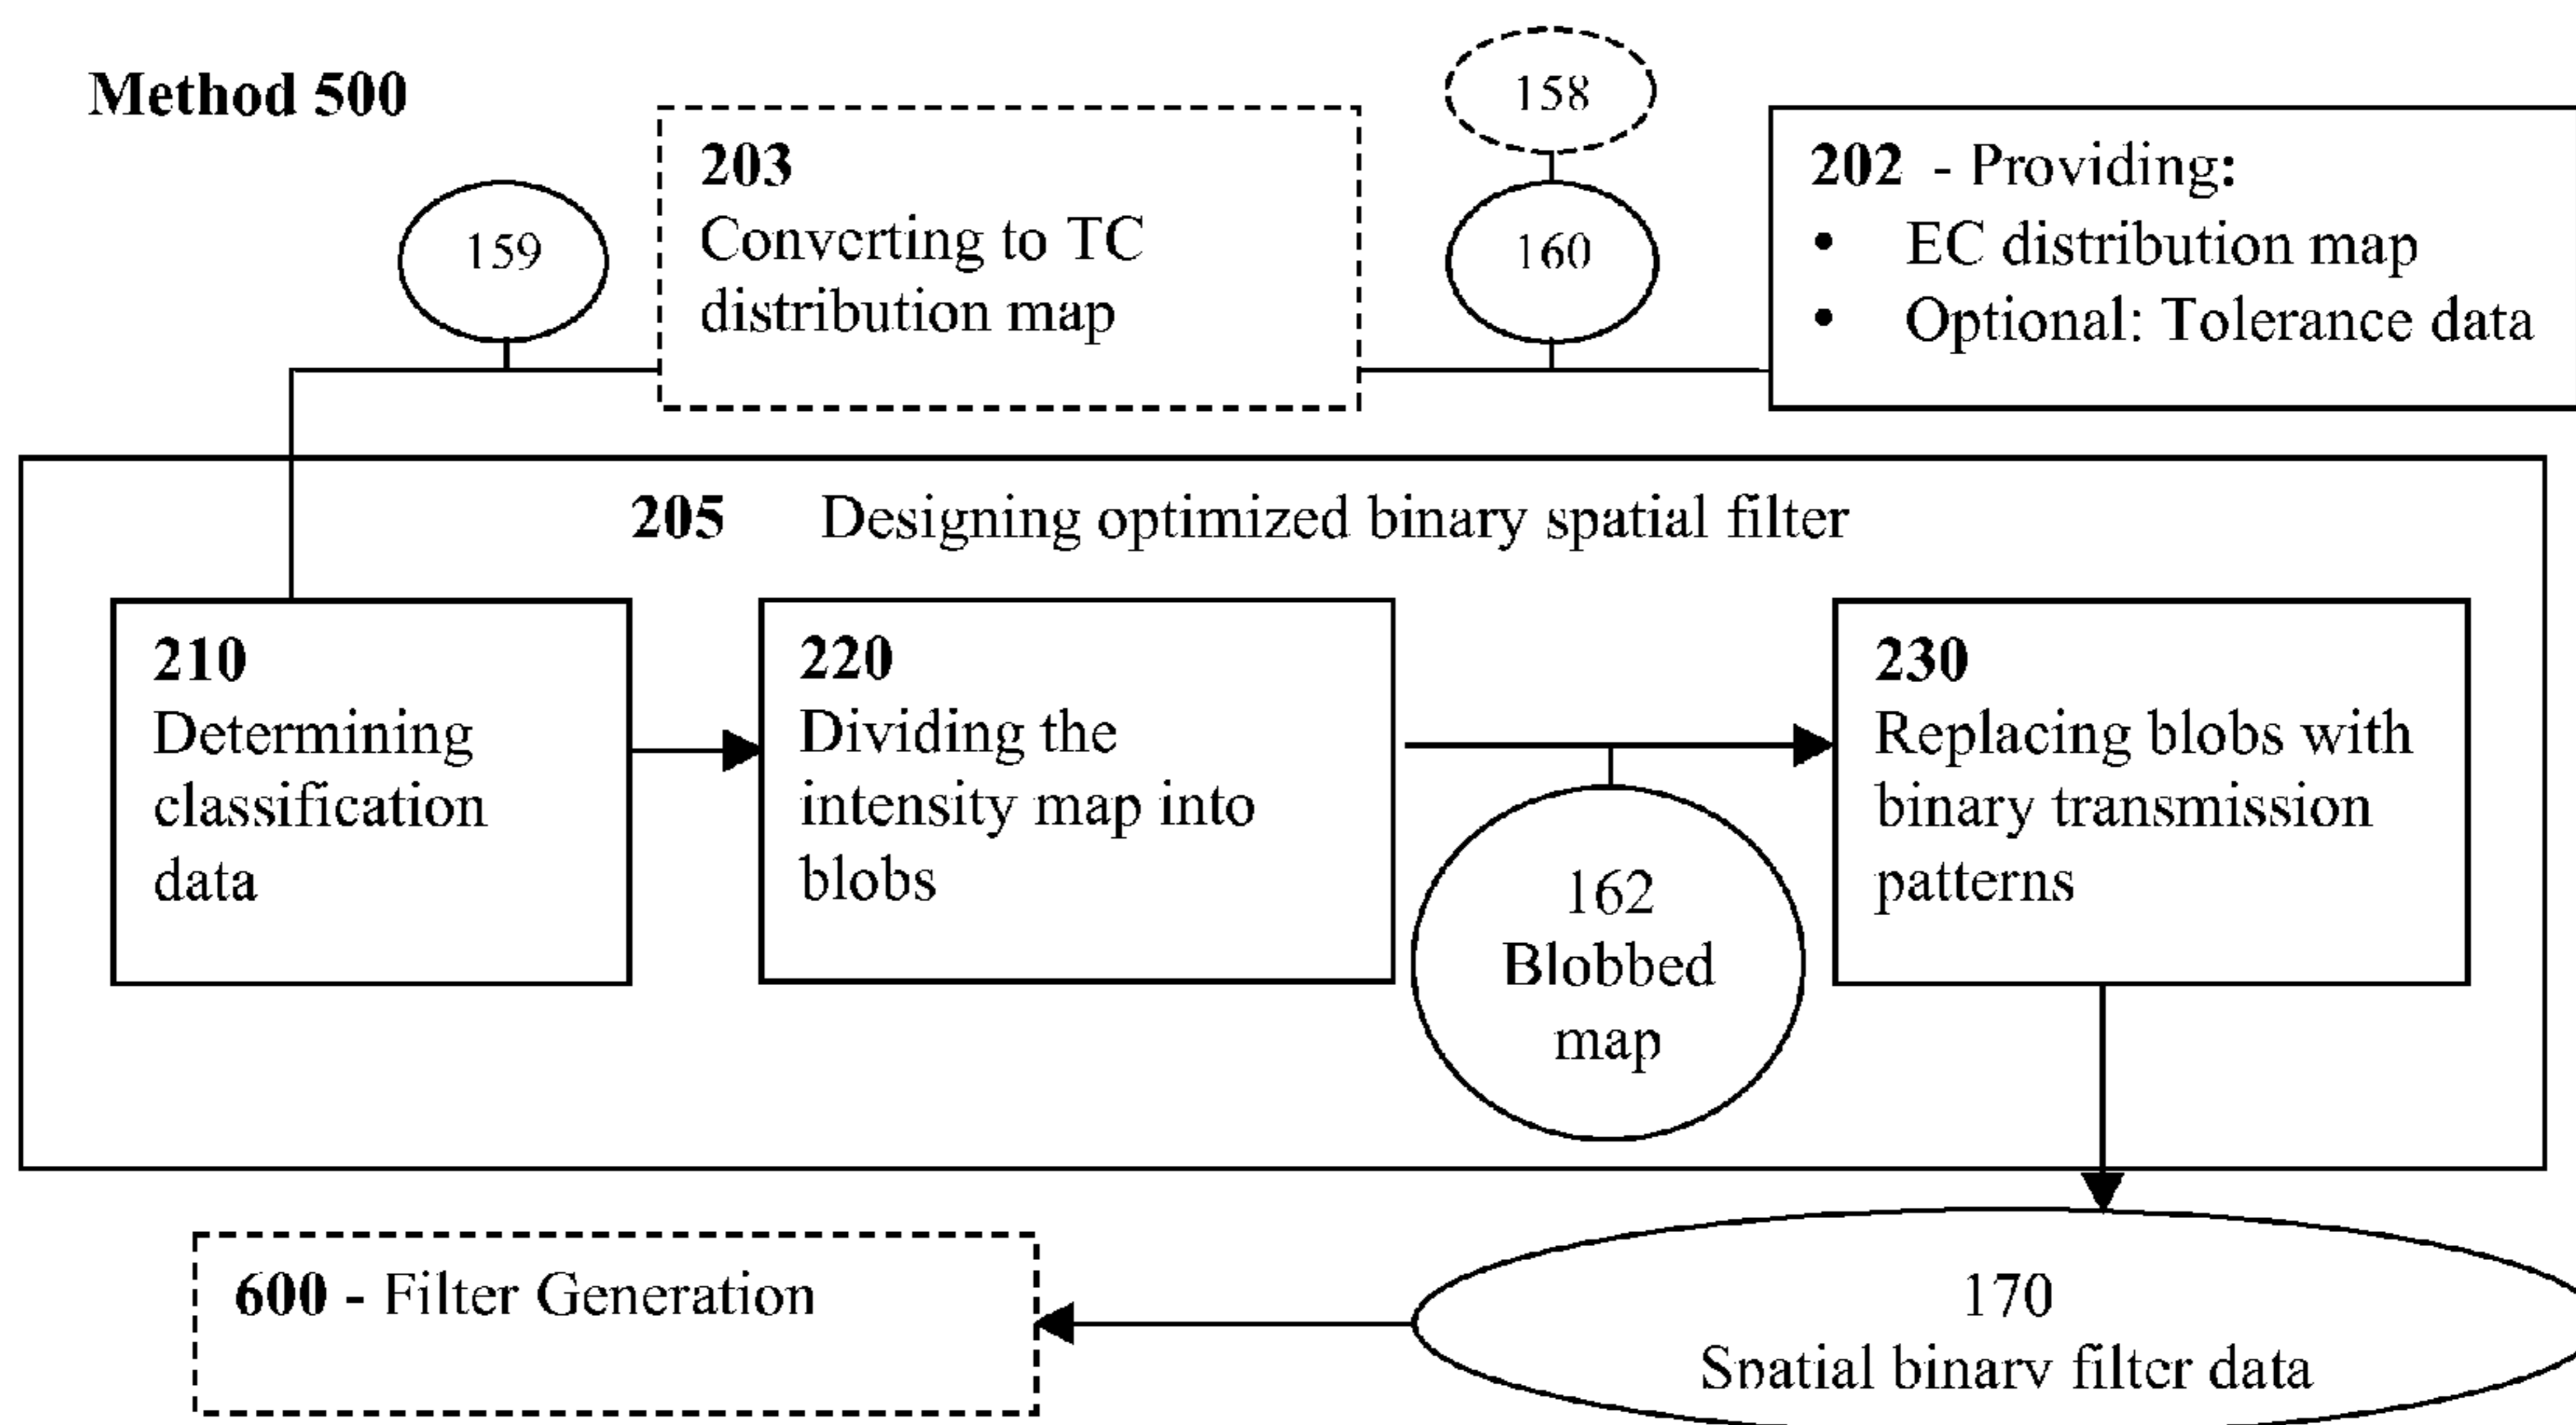 Method 500
158
203
Converting to TC
distribution map
159
160
202 - Providing:
• EC distribution map
• Optional: Tolerance data
205 Designing optimized binary spatial filter
210
Determining
classification
data
220
Dividing the
intensity map into
blobs
230
Replacing blobs with
binary transmission
patterns
162
Blobbed
map
600 - Filter Generation
170
Spatial binary filter data